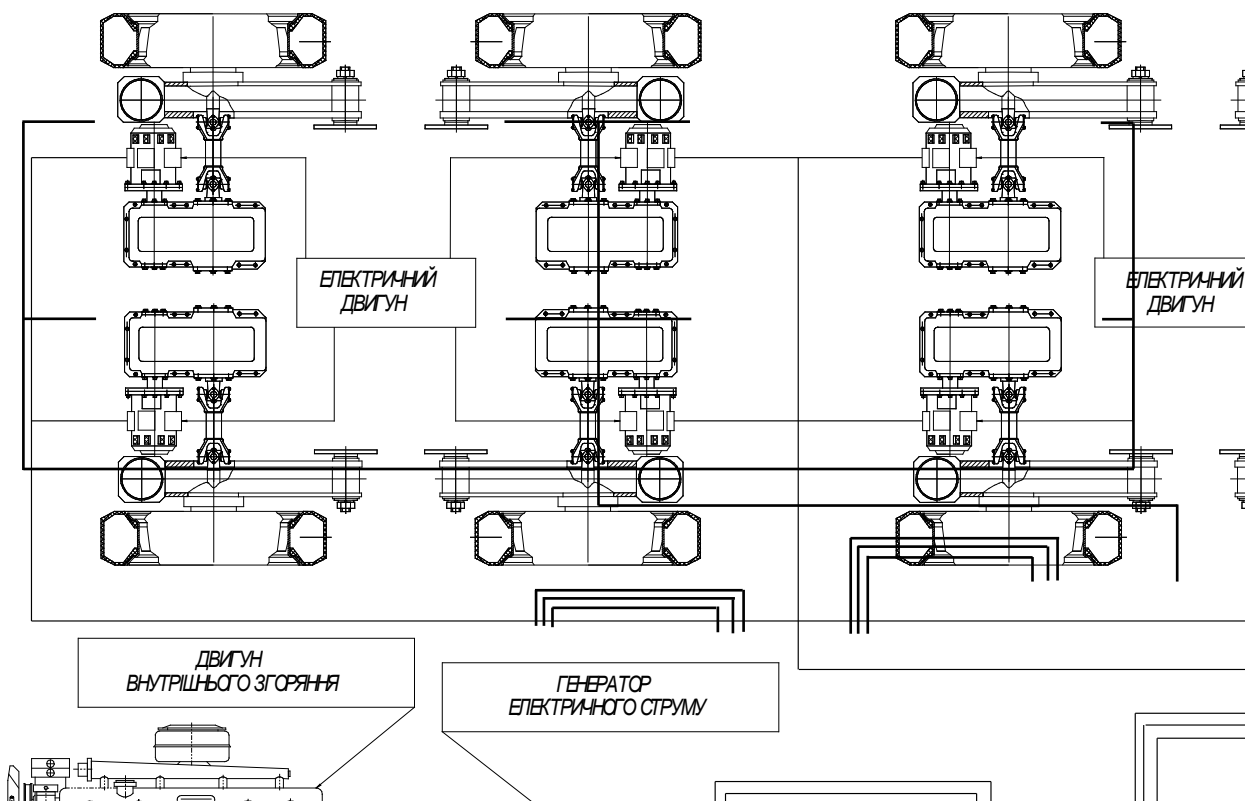 ЕЛЕКТРИЧНИЙ
ДВИГУН
ЕЛЕКТРИЧНИЙ
ДВИГУН
ДВИГУН
ВНУТРІШНЬОГО ЗГОРЯННЯ
ГЕНЕРАТОР
ЕЛЕКТРИЧНОГО СТРУМУ